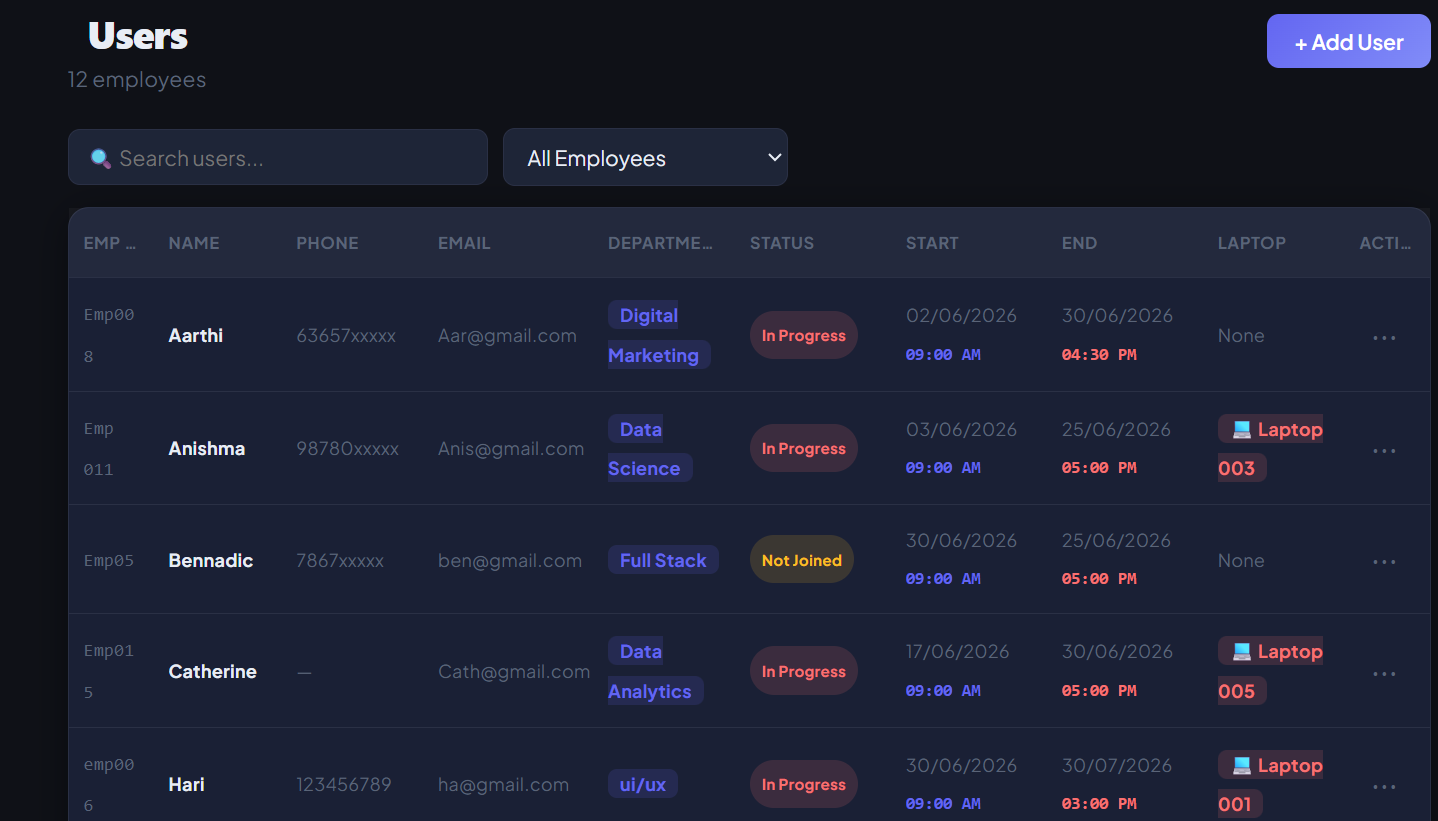 Users
+ Add User
12 employees
Search users...
All Employees
EMP ... NAME PHONE EMAIL DEPARTME... STATUS START END LAPTOP ACTI...
Emp00 Digital 02/06/2026 30/06/2026
Aarthi 63657xxxxx Aar@gmail.com In Progress None ...
8 Marketing 09:00 AM 04:30 PM
Emp Data 03/06/2026 25/06/2026 Laptop
Anishma 98780xxxxx Anis@gmail.com In Progress ...
011 Science 09:00 AM 05:00 PM 003
30/06/2026 25/06/2026
Emp05 Bennadic 7867xxxxx ben@gmail.com Full Stack Not Joined None ...
09:00 AM 05:00 PM
Emp01 Data 17/06/2026 30/06/2026 Laptop
Catherine — Cath@gmail.com In Progress ...
5 Analytics 09:00 AM 05:00 PM 005
emp00 30/06/2026 30/07/2026 Laptop
Hari 123456789 ha@gmail.com ui/ux In Progress ...
6 09:00 AM 03:00 PM 001